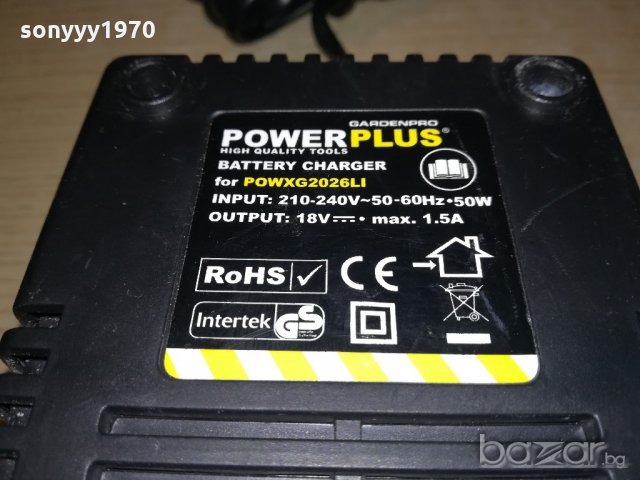 sonyyy1970
GARDENPRO
POWERPLUS®
HIGH QUALITY TOOLS
BATTERY CHARGER
for POWXG2026LI
INPUT: 210-240V~50-60Hz•50W
OUTPUT: 18V⎓• max. 1.5A
RoHS ✓ CE
Intertek GS
bazar.bg